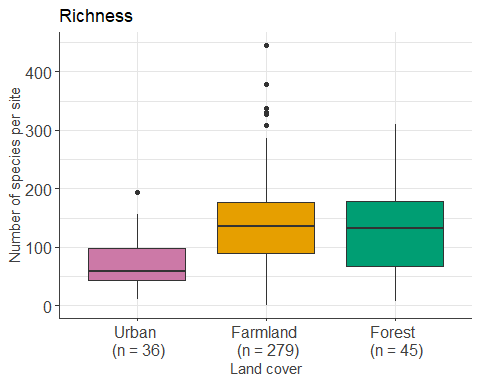 Richness
Number of species per site
400
300
200
100
0
Urban
(n = 36)
Farmland
(n = 279)
Forest
(n = 45)
Land cover